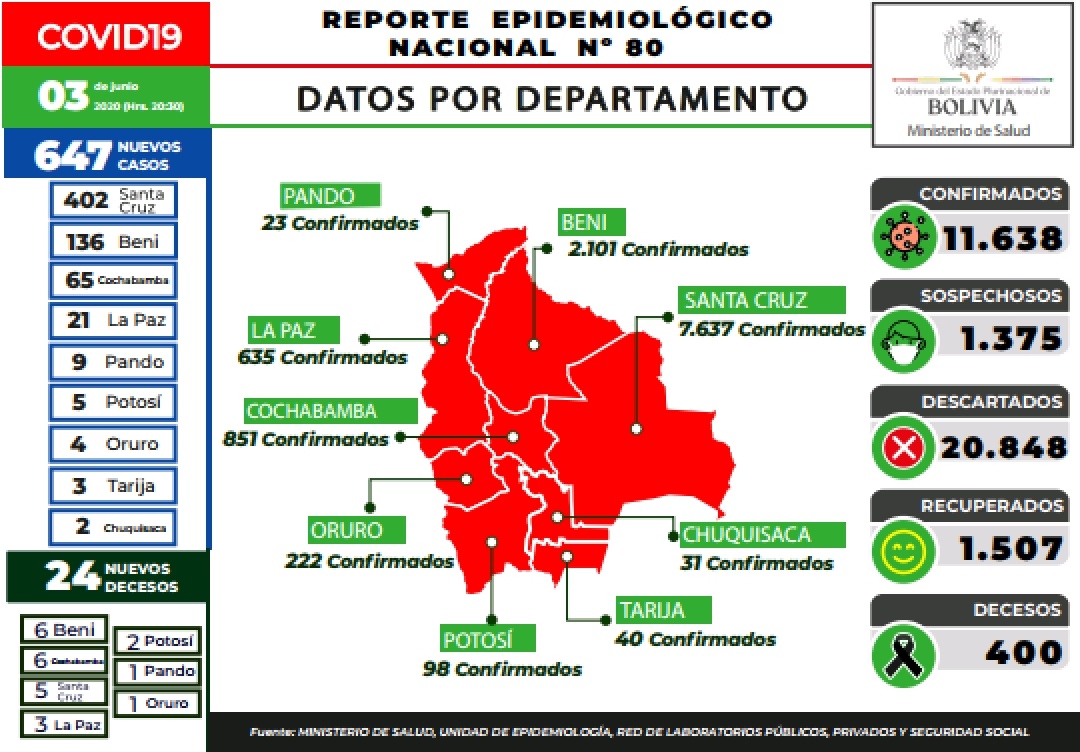 COVID19
REPORTE EPIDEMIOLÓGICO
NACIONAL Nº 80
03 de junio
2020 (Hrs. 20:30)
DATOS POR DEPARTAMENTO
Gobierno del Estado Plurinacional de
BOLIVIA
Ministerio de Salud
647 NUEVOS
CASOS
402 Santa
Cruz
136 Beni
65 Cochabamba
21 La Paz
9 Pando
5 Potosí
4 Oruro
3 Tarija
2 Chuquisaca
24 NUEVOS
DECESOS
6 Beni
6 Cochabamba
5 Santa
Cruz
3 La Paz
2 Potosí
1 Pando
1 Oruro
PANDO
23 Confirmados
BENI
2.101 Confirmados
SANTA CRUZ
7.637 Confirmados
LA PAZ
635 Confirmados
COCHABAMBA
851 Confirmados
ORURO
222 Confirmados
CHUQUISACA
31 Confirmados
TARIJA
40 Confirmados
POTOSÍ
98 Confirmados
CONFIRMADOS
11.638
SOSPECHOSOS
1.375
DESCARTADOS
20.848
RECUPERADOS
1.507
DECESOS
400
Fuente: MINISTERIO DE SALUD, UNIDAD DE EPIDEMIOLOGÍA, RED DE LABORATORIOS PÚBLICOS, PRIVADOS Y SEGURIDAD SOCIAL